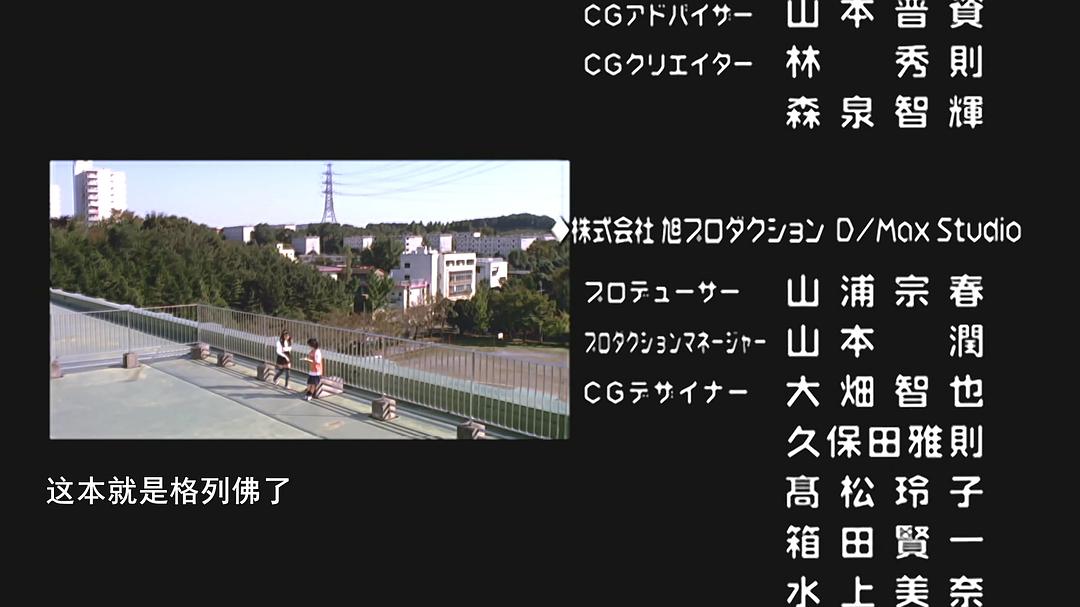 CGアドバイザー 山本普資
CGクリエイター 林 秀則
森泉智輝
株式会社 旭プロダクション D/Max Studio
プロデューサー 山浦宗春
プロダクションマネージャー 山本 潤
CGデザイナー 大畑智也
久保田雅則
髙松玲子
箱田賢一
水上美奈
这本就是格列佛了